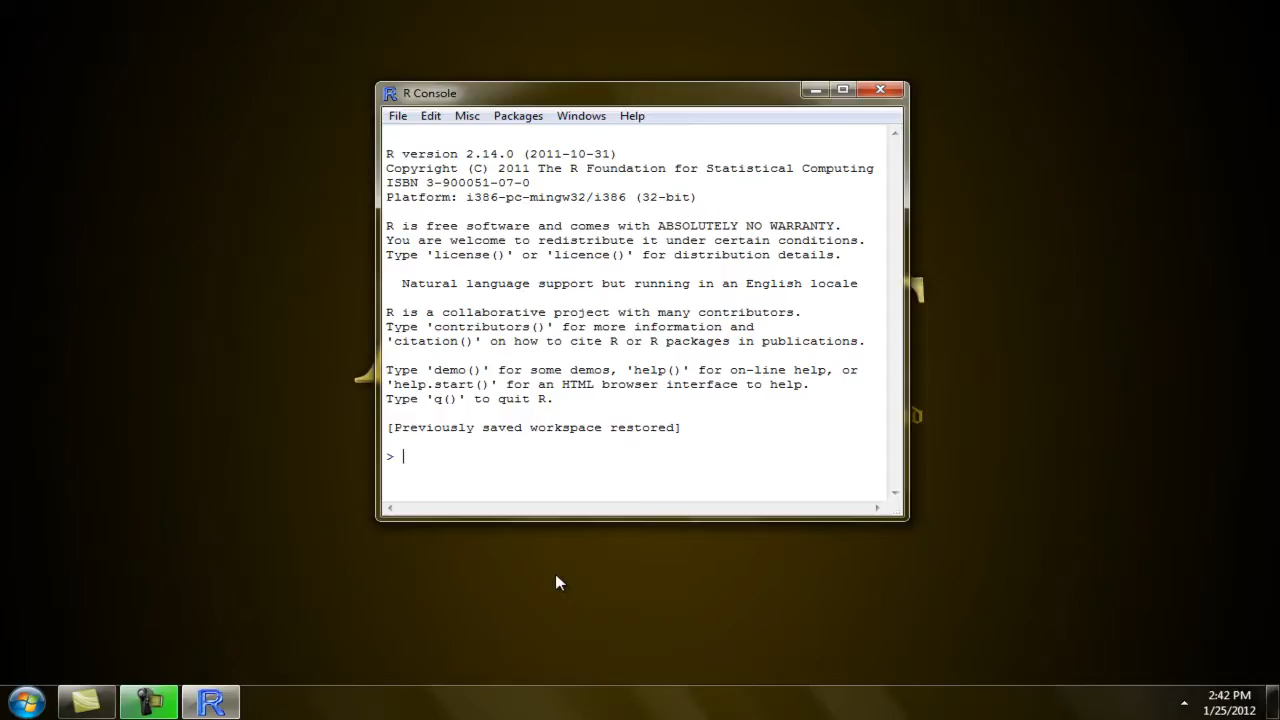 R Console
File Edit Misc Packages Windows Help
R version 2.14.0 (2011-10-31)
Copyright (C) 2011 The R Foundation for Statistical Computing
ISBN 3-900051-07-0
Platform: i386-pc-mingw32/i386 (32-bit)
R is free software and comes with ABSOLUTELY NO WARRANTY.
You are welcome to redistribute it under certain conditions.
Type 'license()' or 'licence()' for distribution details.
Natural language support but running in an English locale
R is a collaborative project with many contributors.
Type 'contributors()' for more information and
'citation()' on how to cite R or R packages in publications.
Type 'demo()' for some demos, 'help()' for on-line help, or
'help.start()' for an HTML browser interface to help.
Type 'q()' to quit R.
[Previously saved workspace restored]
>
2:42 PM
1/25/2012